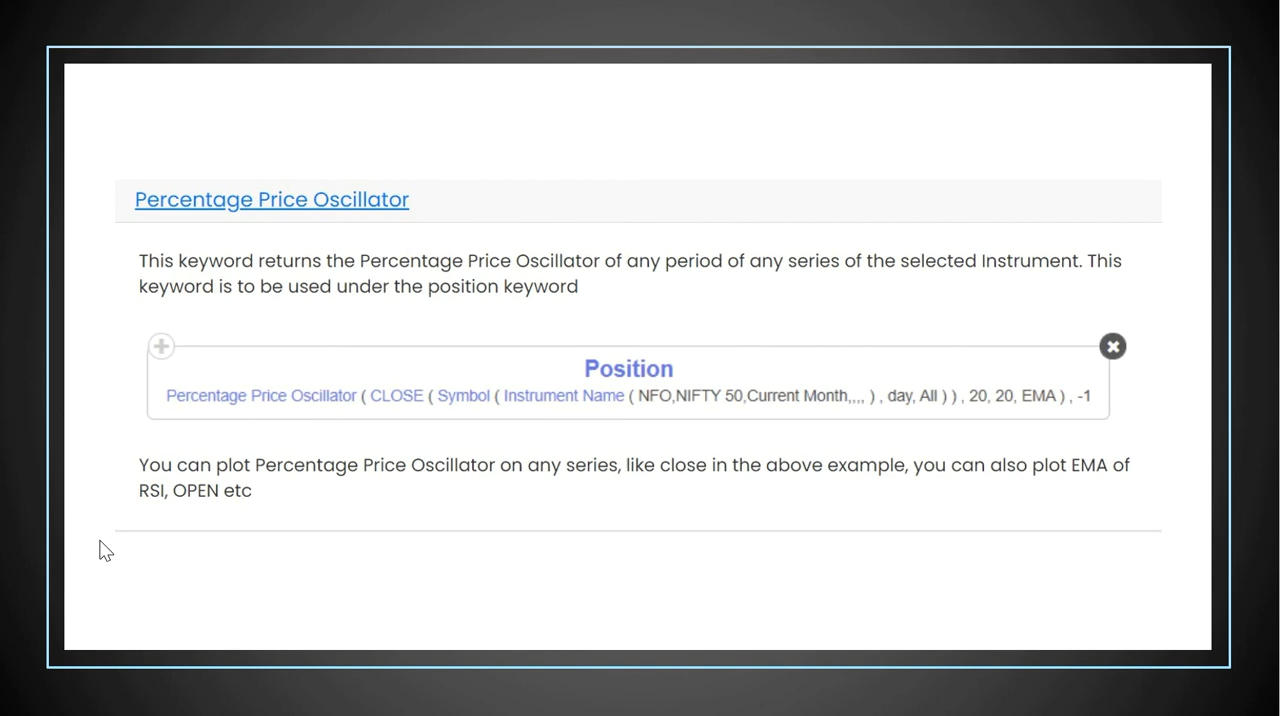 Percentage Price Oscillator
This keyword returns the Percentage Price Oscillator of any period of any series of the selected Instrument. This
keyword is to be used under the position keyword
Position
Percentage Price Oscillator ( CLOSE ( Symbol ( Instrument Name ( NFO,NIFTY 50,Current Month,,,, ) , day, All ) ) , 20, 20, EMA ) , -1
You can plot Percentage Price Oscillator on any series, like close in the above example, you can also plot EMA of
RSI, OPEN etc